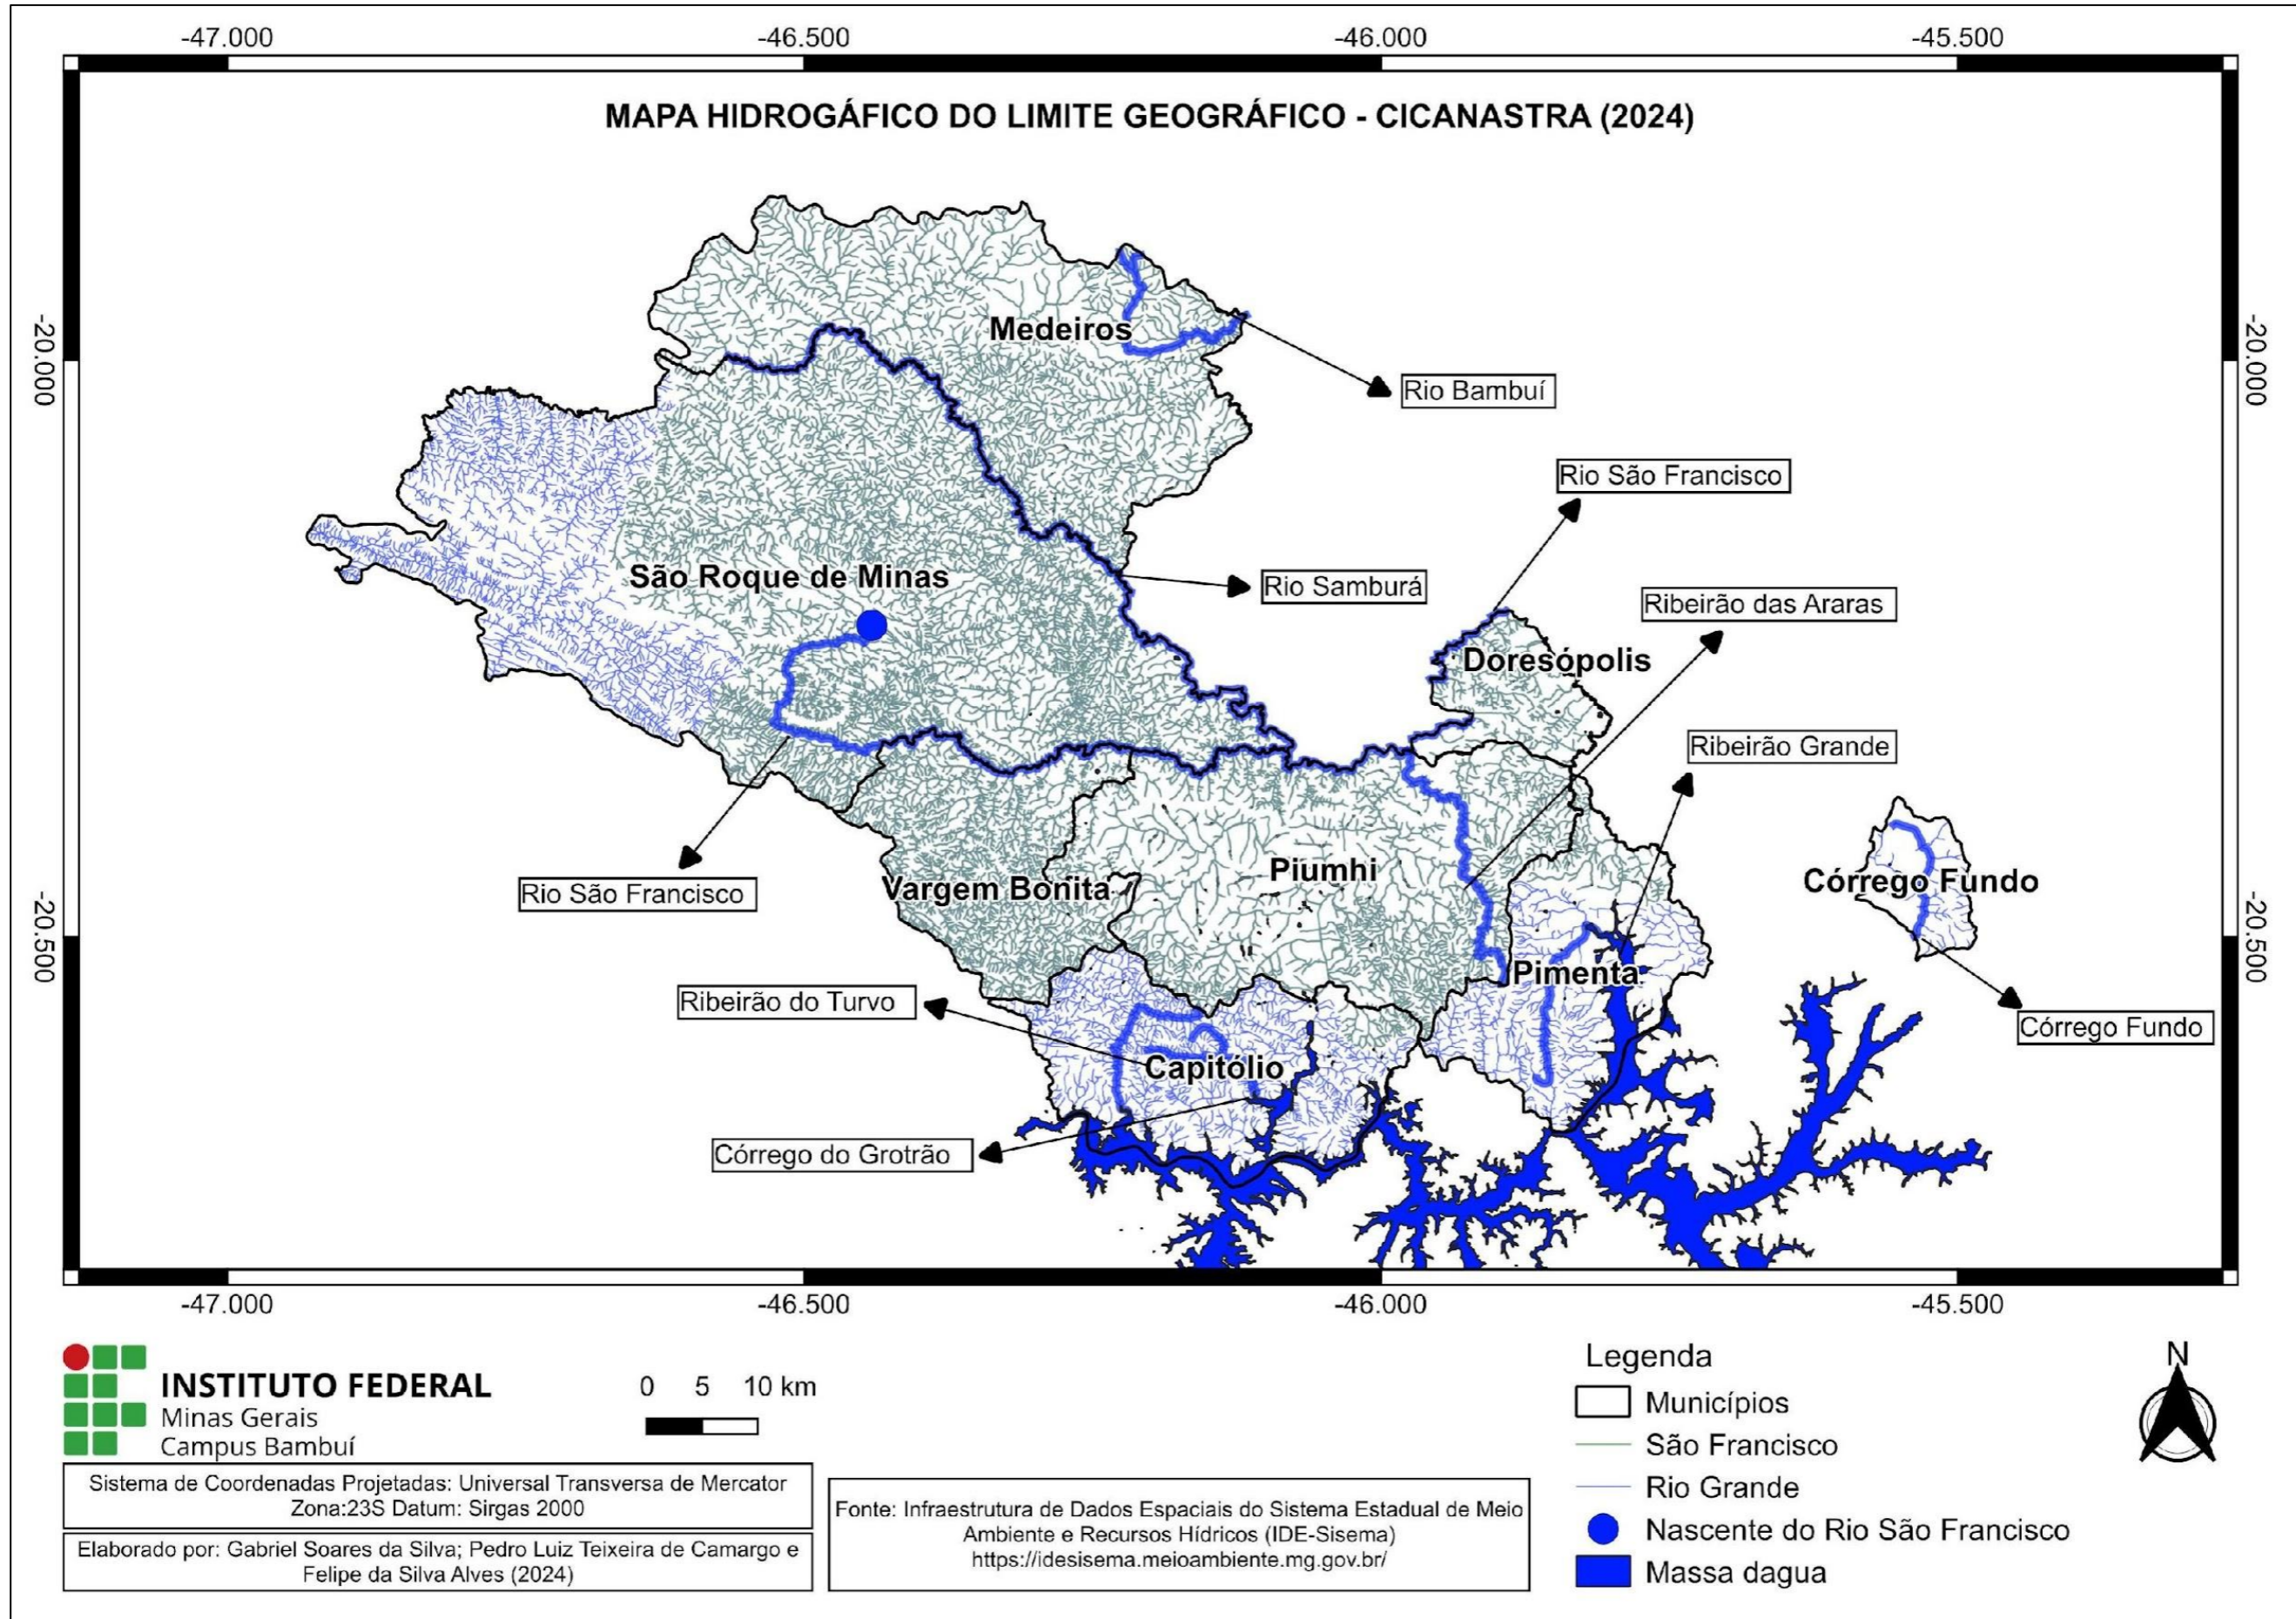 -47.000
-46.500
-46.000
-45.500
MAPA HIDROGÁFICO DO LIMITE GEOGRÁFICO - CICANASTRA (2024)
-20.000
-20.000
Medeiros
Rio Bambuí
Rio São Francisco
São Roque de Minas
Rio Samburá
Ribeirão das Araras
Doresópolis
Ribeirão Grande
Rio São Francisco
Vargem Bonita
Piumhi
Córrego Fundo
-20.500
-20.500
Pimenta
Ribeirão do Turvo
Córrego Fundo
Capitólio
Córrego do Grotrão
-47.000
-46.500
-46.000
-45.500
INSTITUTO FEDERAL
Minas Gerais
Campus Bambuí
0 5 10 km
Sistema de Coordenadas Projetadas: Universal Transversa de Mercator
Zona:23S Datum: Sirgas 2000
Elaborado por: Gabriel Soares da Silva; Pedro Luiz Teixeira de Camargo e
Felipe da Silva Alves (2024)
Fonte: Infraestrutura de Dados Espaciais do Sistema Estadual de Meio
Ambiente e Recursos Hídricos (IDE-Sisema)
https://idesisema.meioambiente.mg.gov.br/
Legenda
Municípios
São Francisco
Rio Grande
Nascente do Rio São Francisco
Massa dagua
N